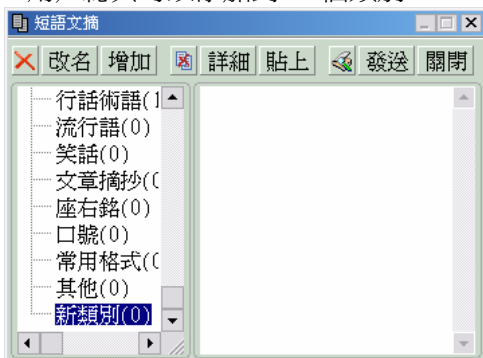 短語文摘
改名 增加 詳細 貼上 發送 關閉
行話術語(1
流行語(0)
笑話(0)
文章摘抄((
座右銘(0)
口號(0)
常用格式((
其他(0)
新類別(0)